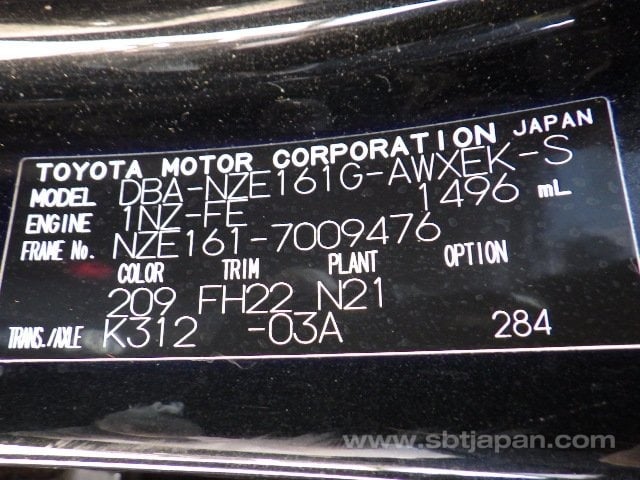 TOYOTA MOTOR CORPORATION JAPAN
MODEL DBA-NZE161G-AWXEK-S
ENGINE 1NZ-FE 1496 mL
FRAME No. NZE161-7009476
COLOR TRIM PLANT OPTION
209 FH22 N21
TRANS./AXLE K312 -03A 284
www.sbtjapan.com